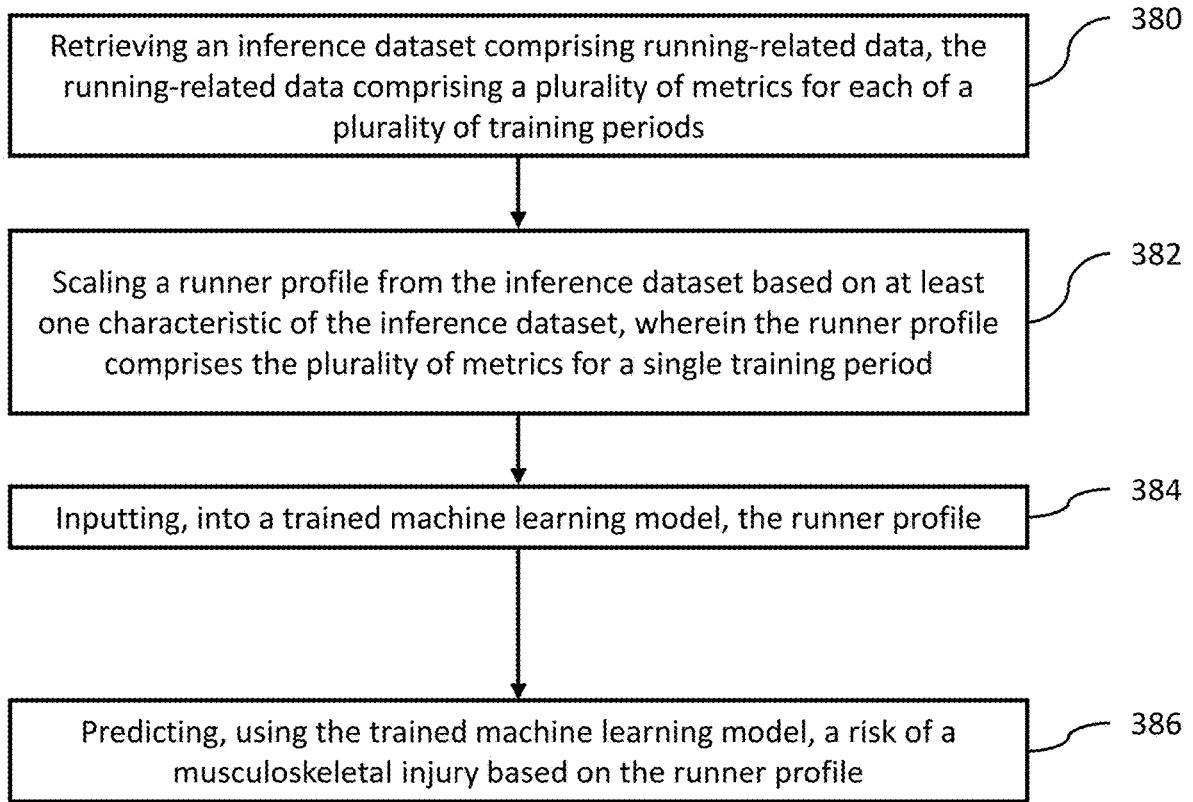 380
Retrieving an inference dataset comprising running-related data, the
running-related data comprising a plurality of metrics for each of a
plurality of training periods
382
Scaling a runner profile from the inference dataset based on at least
one characteristic of the inference dataset, wherein the runner profile
comprises the plurality of metrics for a single training period
384
Inputting, into a trained machine learning model, the runner profile
386
Predicting, using the trained machine learning model, a risk of a
musculoskeletal injury based on the runner profile